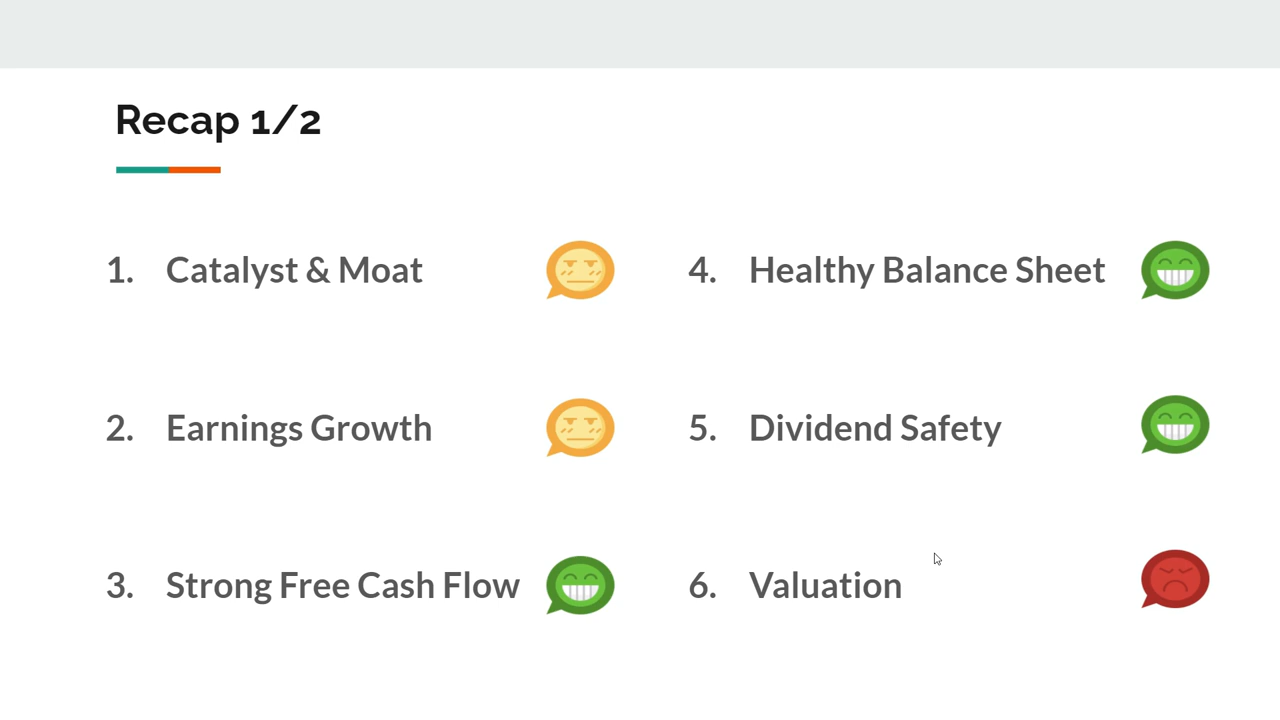 Recap 1/2
1. Catalyst & Moat
2. Earnings Growth
3. Strong Free Cash Flow
4. Healthy Balance Sheet
5. Dividend Safety
6. Valuation